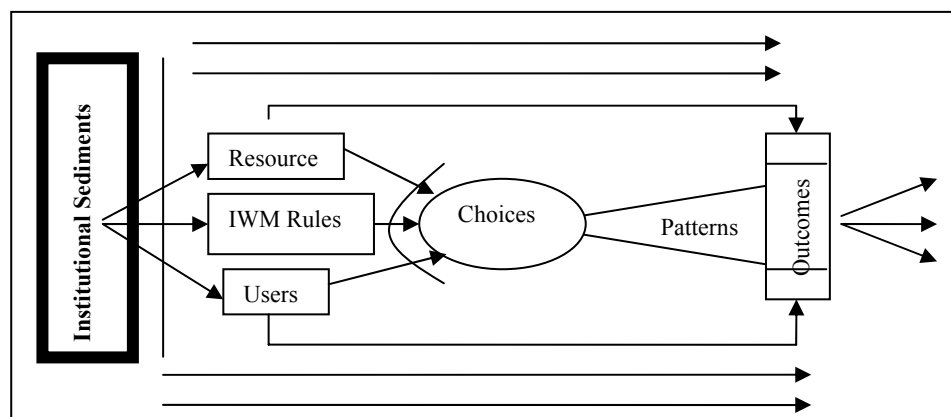 Institutional Sediments
Resource
IWM Rules
Users
Choices
Patterns
Outcomes